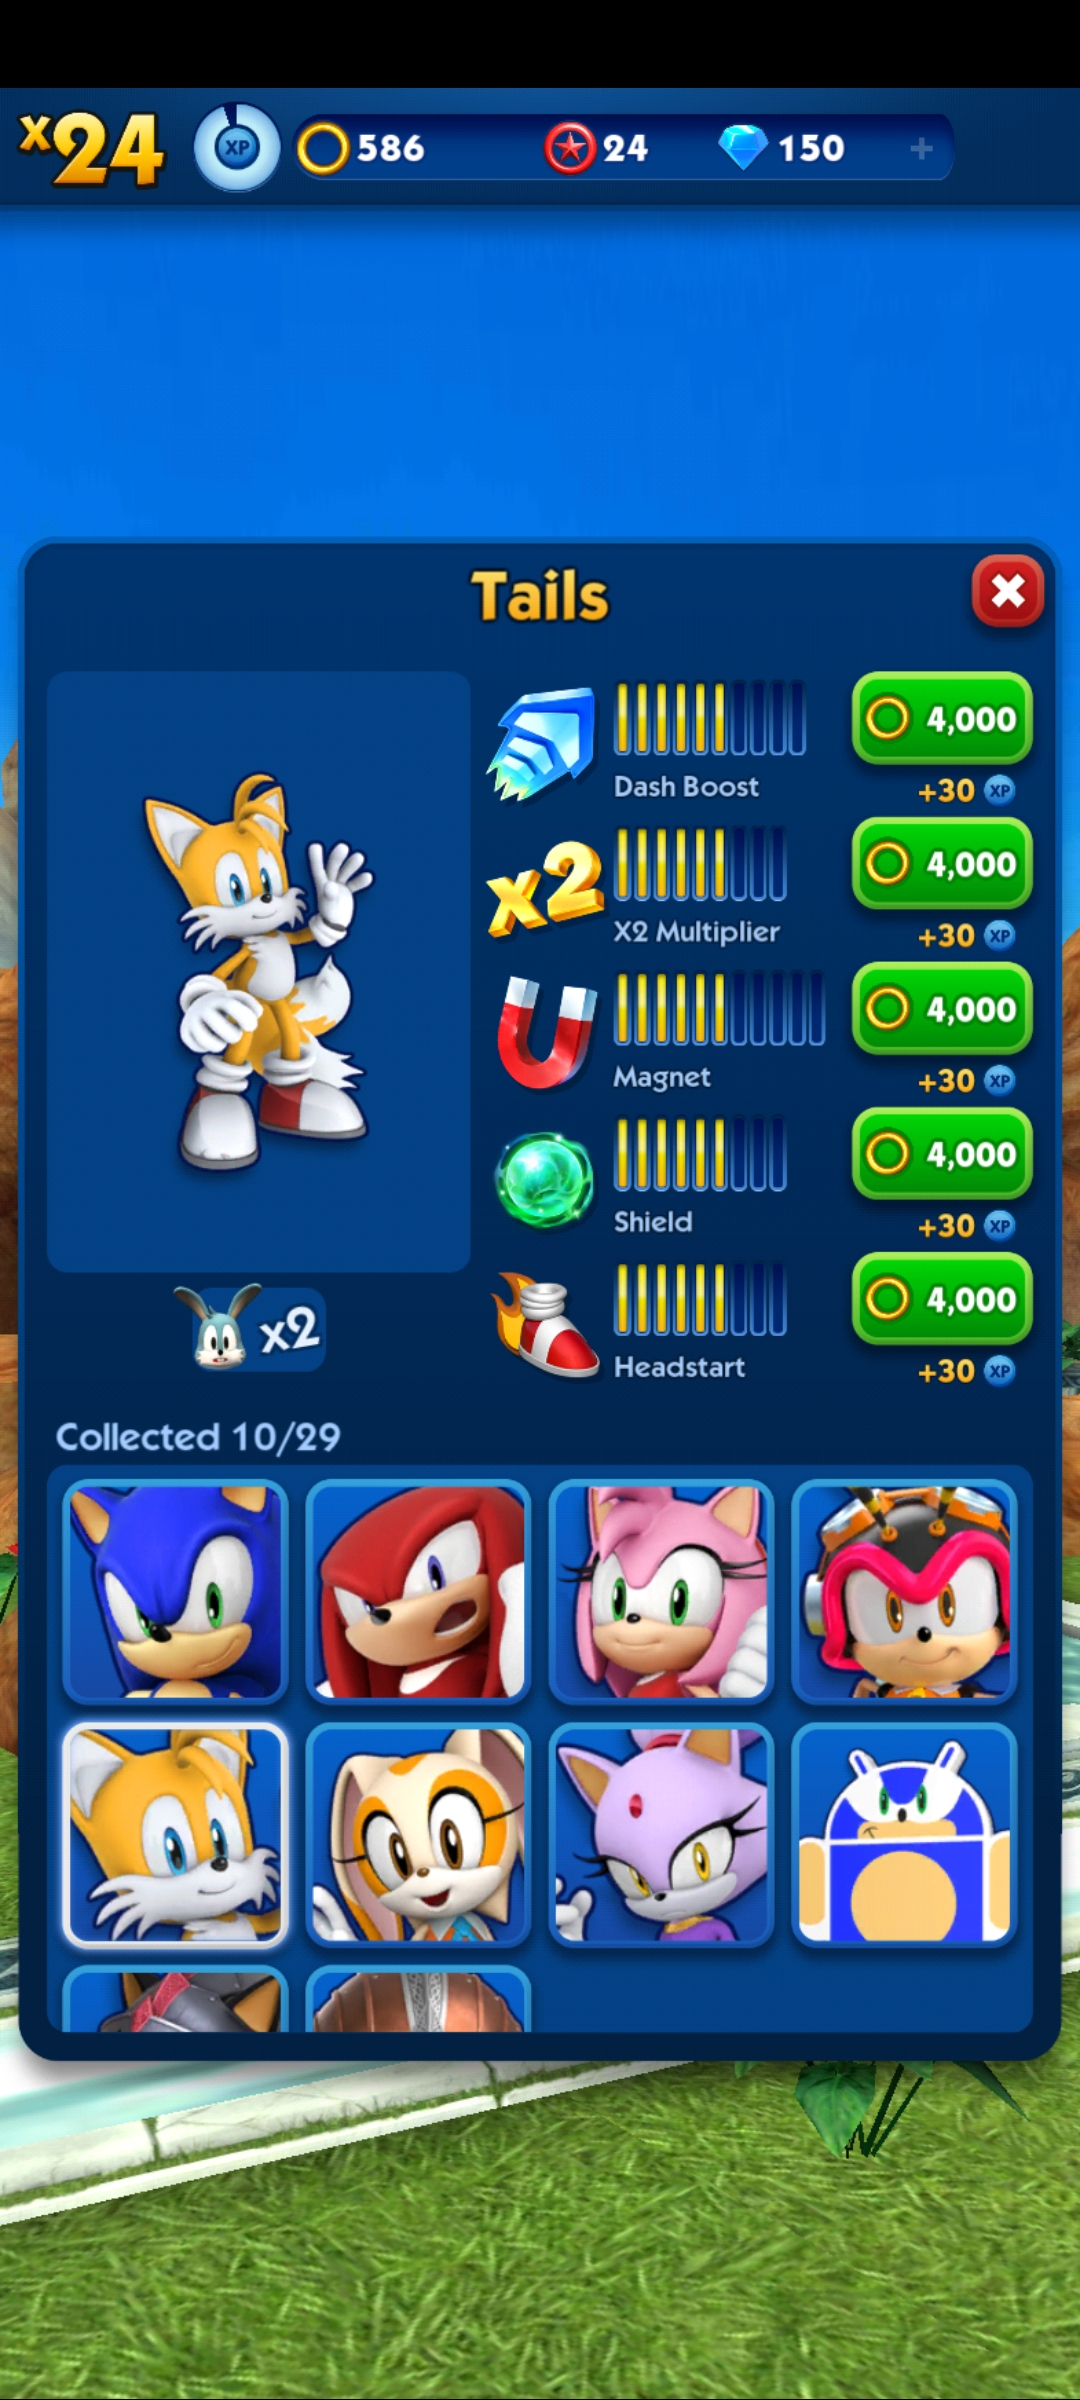 x24 XP 586 24 150 +
Tails
4,000
Dash Boost +30 XP
x2 4,000
X2 Multiplier +30 XP
4,000
Magnet +30 XP
4,000
Shield +30 XP
4,000
x2
Headstart +30 XP
Collected 10/29